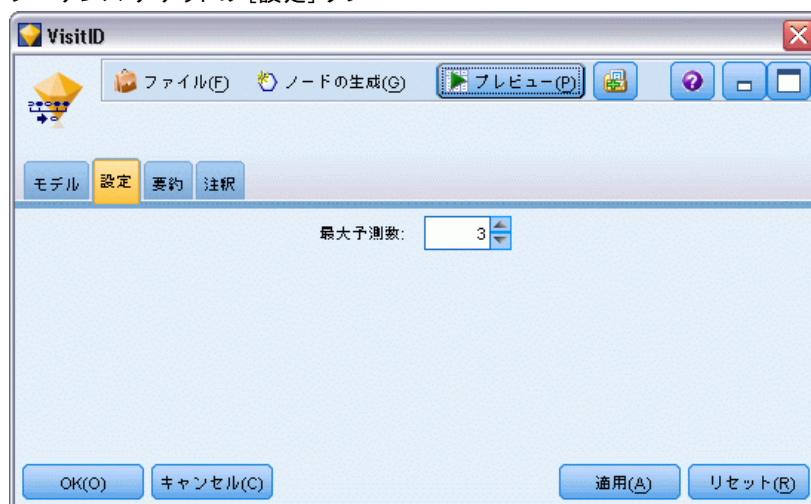 VisitID
ファイル(F) ノードの生成(G) プレビュー(P)
モデル 設定 要約 注釈
最大予測数: 3
OK(O) キャンセル(C) 適用(A) リセット(R)